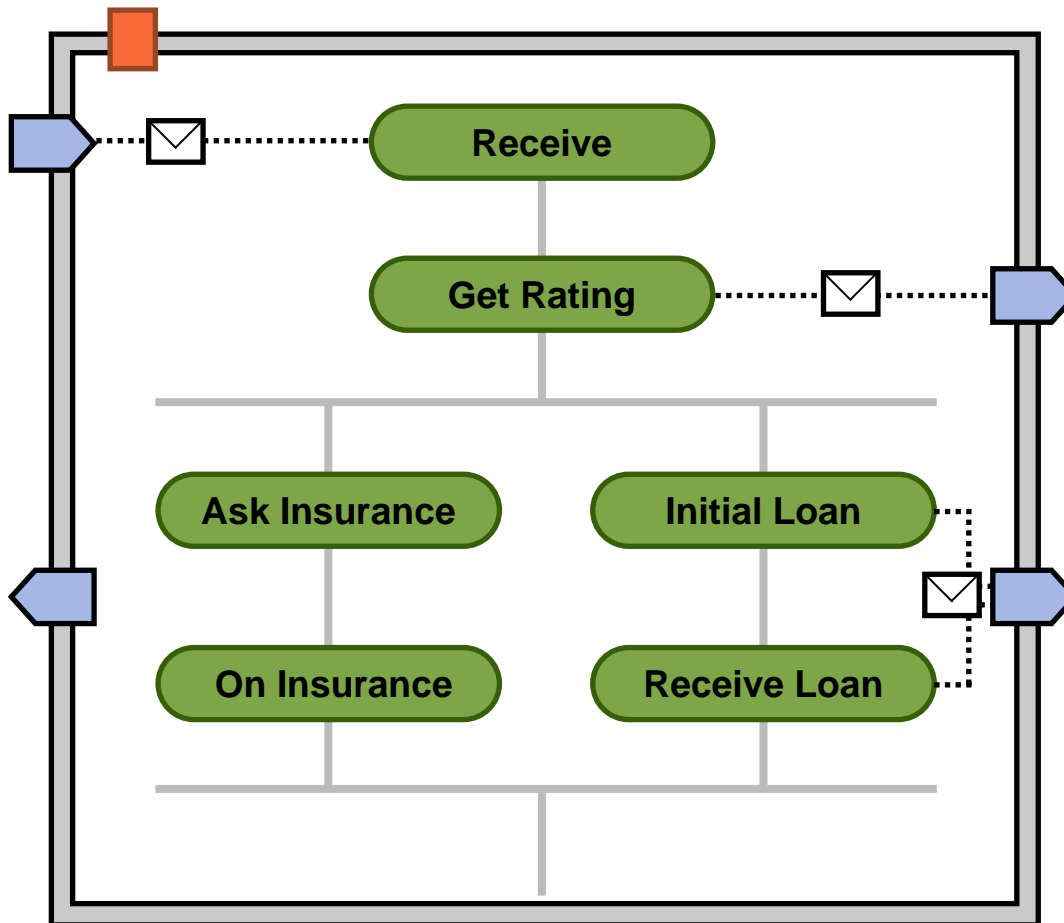 Receive
Get Rating
Ask Insurance
Initial Loan
On Insurance
Receive Loan